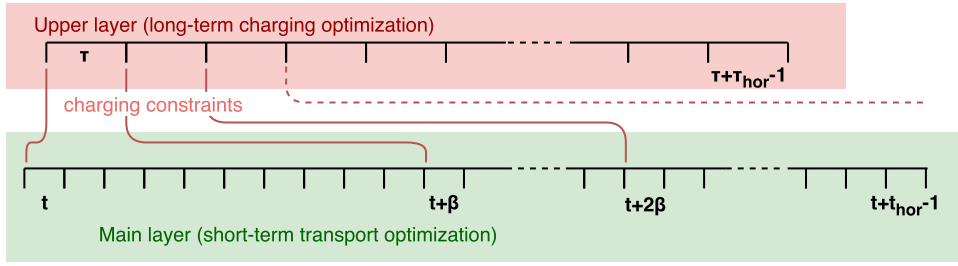 Upper layer (long-term charging optimization)
τ
τ+τhor-1
charging constraints
t
t+β
t+2β
t+thor-1
Main layer (short-term transport optimization)